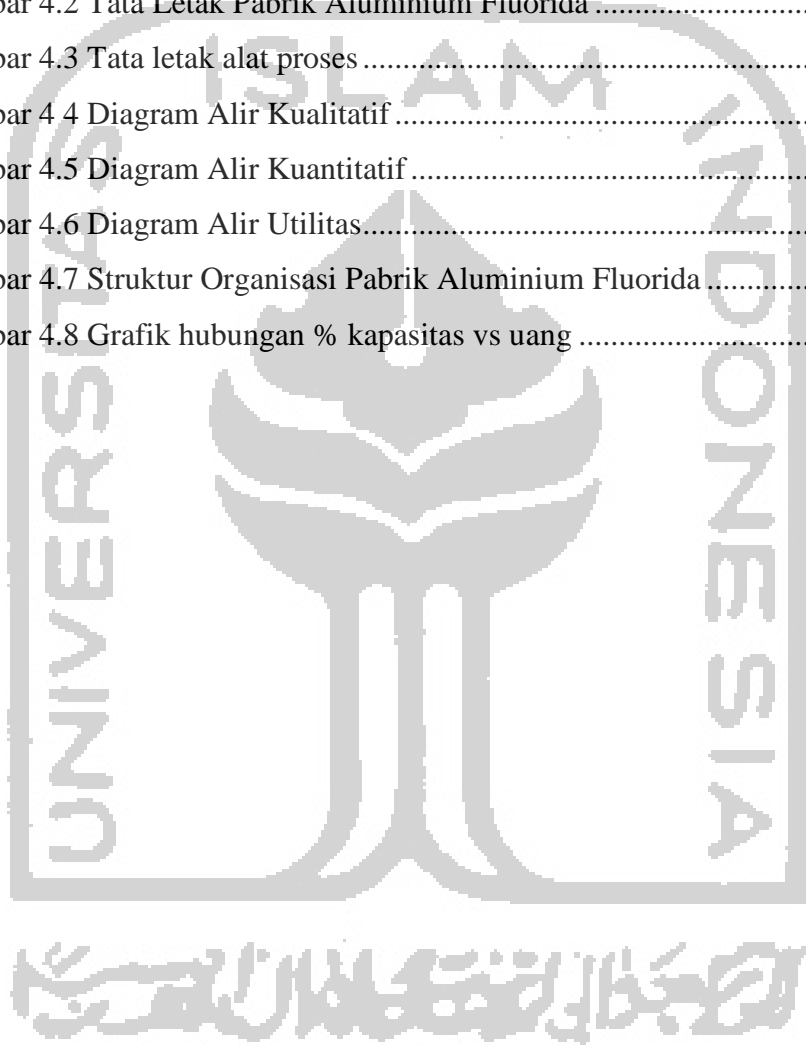 bar 4.2 Tata Letak Pabrik Aluminium Fluorida ........................
bar 4.3 Tata letak alat proses ........................................................
bar 4 4 Diagram Alir Kualitatif ....................................................
bar 4.5 Diagram Alir Kuantitatif ..................................................
bar 4.6 Diagram Alir Utilitas.........................................................
bar 4.7 Struktur Organisasi Pabrik Aluminium Fluorida .............
bar 4.8 Grafik hubungan % kapasitas vs uang .............................
UNIVERSITAS
ISLAM
INDONESIA